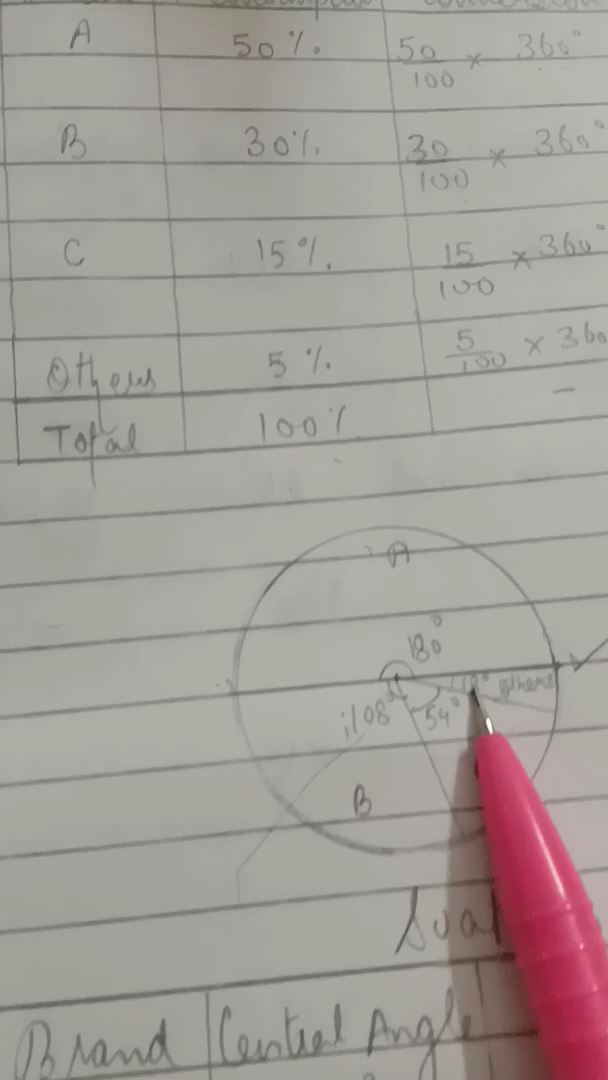 A 50%. 50/100 × 360°
B 30%. 30/100 × 360°
C 15%. 15/100 × 360°
Others 5%. 5/100 × 360
Total 100% -
A
180°
18° others
108° 54°
B
Brand Central Angle